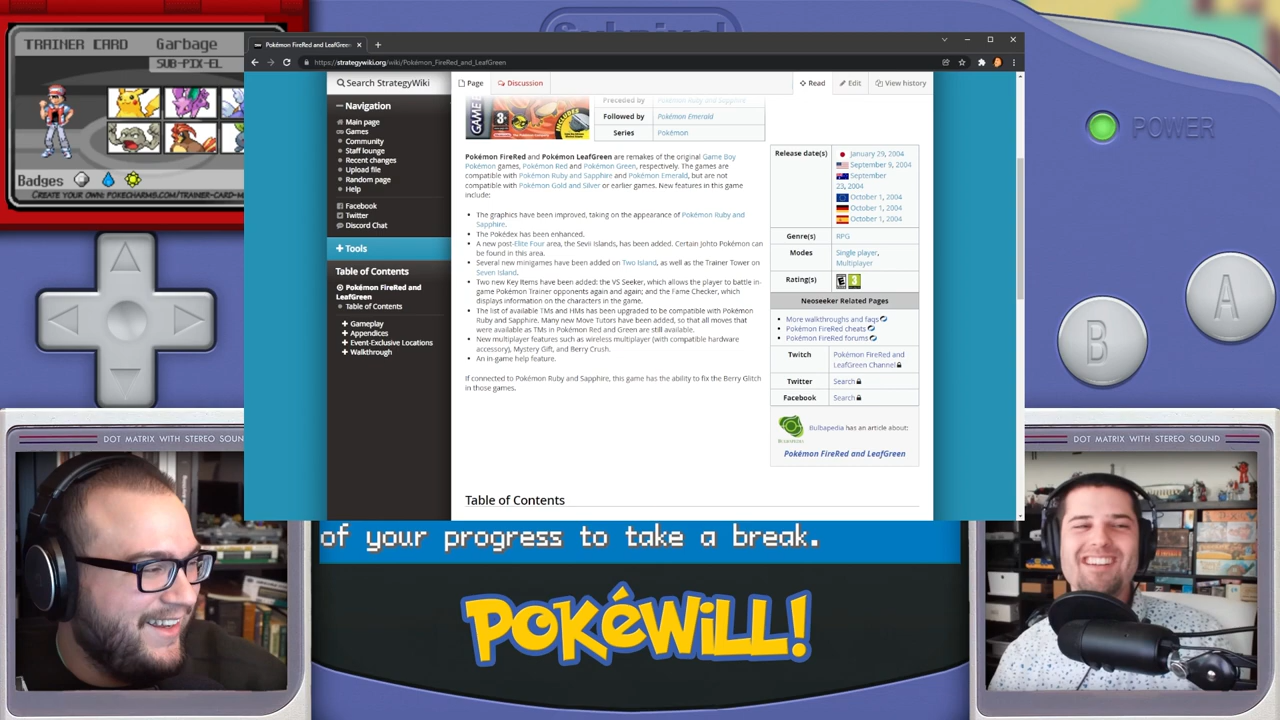 Subpixel
TRAINER CARD Garbage
SUB-PIX-EL
Badges
CREATE YOUR OWN: POKECHARMS.COM/TRAINER-CARD-M
Pokémon FireRed and LeafGreen
https://strategywiki.org/wiki/Pokémon_FireRed_and_LeafGreen
Search StrategyWiki
Page
Discussion
Read
Edit
View history
Navigation
Main page
Games
Community
Staff lounge
Recent changes
Upload file
Random page
Help
Facebook
Twitter
Discord Chat
Tools
Table of Contents
Pokémon FireRed and
LeafGreen
Table of Contents
Gameplay
Appendices
Event-Exclusive Locations
Walkthrough
GAME B
Preceded by Pokémon Ruby and Sapphire
Followed by Pokémon Emerald
Series Pokémon
Pokémon FireRed and Pokémon LeafGreen are remakes of the original Game Boy
Pokémon games, Pokémon Red and Pokémon Green, respectively. The games are
compatible with Pokémon Ruby and Sapphire and Pokémon Emerald, but are not
compatible with Pokémon Gold and Silver or earlier games. New features in this game
include:
The graphics have been improved, taking on the appearance of Pokémon Ruby and
Sapphire.
The Pokédex has been enhanced.
A new post-Elite Four area, the Sevii Islands, has been added. Certain Johto Pokémon can
be found in this area.
Several new minigames have been added on Two Island, as well as the Trainer Tower on
Seven Island.
Two new Key Items have been added: the VS Seeker, which allows the player to battle in-
game Pokémon Trainer opponents again and again; and the Fame Checker, which
displays information on the characters in the game.
The list of available TMs and HMs has been upgraded to be compatible with Pokémon
Ruby and Sapphire. Many new Move Tutors have been added, so that all moves that
were available as TMs in Pokémon Red and Green are still available.
New multiplayer features such as wireless multiplayer (with compatible hardware
accessory), Mystery Gift, and Berry Crush.
An in-game help feature.
If connected to Pokémon Ruby and Sapphire, this game has the ability to fix the Berry Glitch
in those games.
Table of Contents
Release date(s) January 29, 2004
September 9, 2004
September
23, 2004
October 1, 2004
October 1, 2004
October 1, 2004
Genre(s) RPG
Modes Single player,
Multiplayer
Rating(s) E 3
Neoseeker Related Pages
More walkthroughs and faqs
Pokémon FireRed cheats
Pokémon FireRed forums
Twitch Pokémon FireRed and
LeafGreen Channel
Twitter Search
Facebook Search
Bulbapedia has an article about:
Pokémon FireRed and LeafGreen
POWER
B
A
DOT MATRIX WITH STEREO SOUN
DOT MATRIX WITH STEREO SOUND
of your progress to take a break.
POKéWiLL!